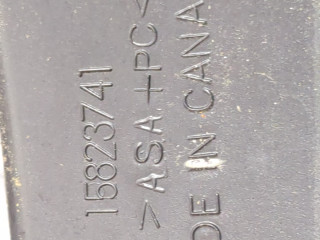 15823741
>ASA+PC<
DE IN CANA